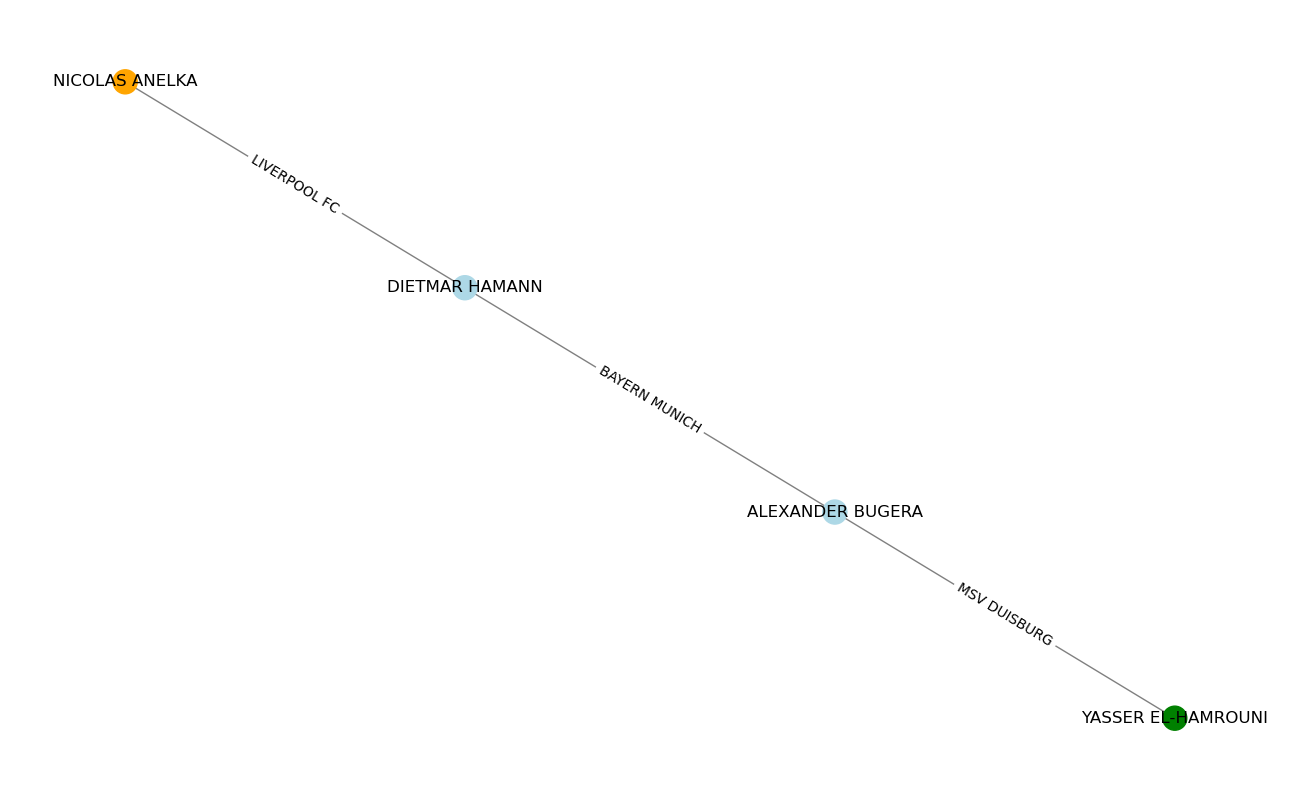 NICOLAS ANELKA
LIVERPOOL FC
DIETMAR HAMANN
BAYERN MUNICH
ALEXANDER BUGERA
MSV DUISBURG
YASSER EL-HAMROUNI